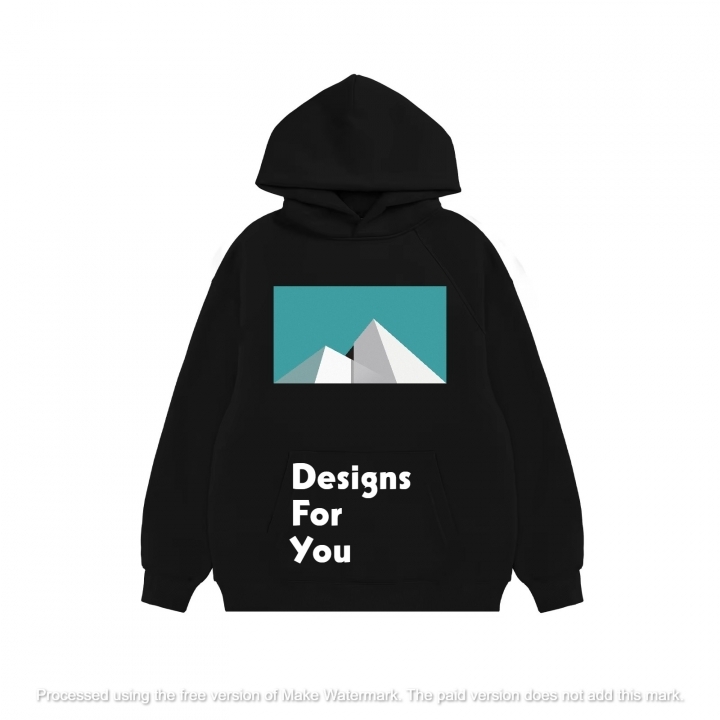 Designs
For
You
Processed using the free version of Make Watermark. The paid version does not add this mark.